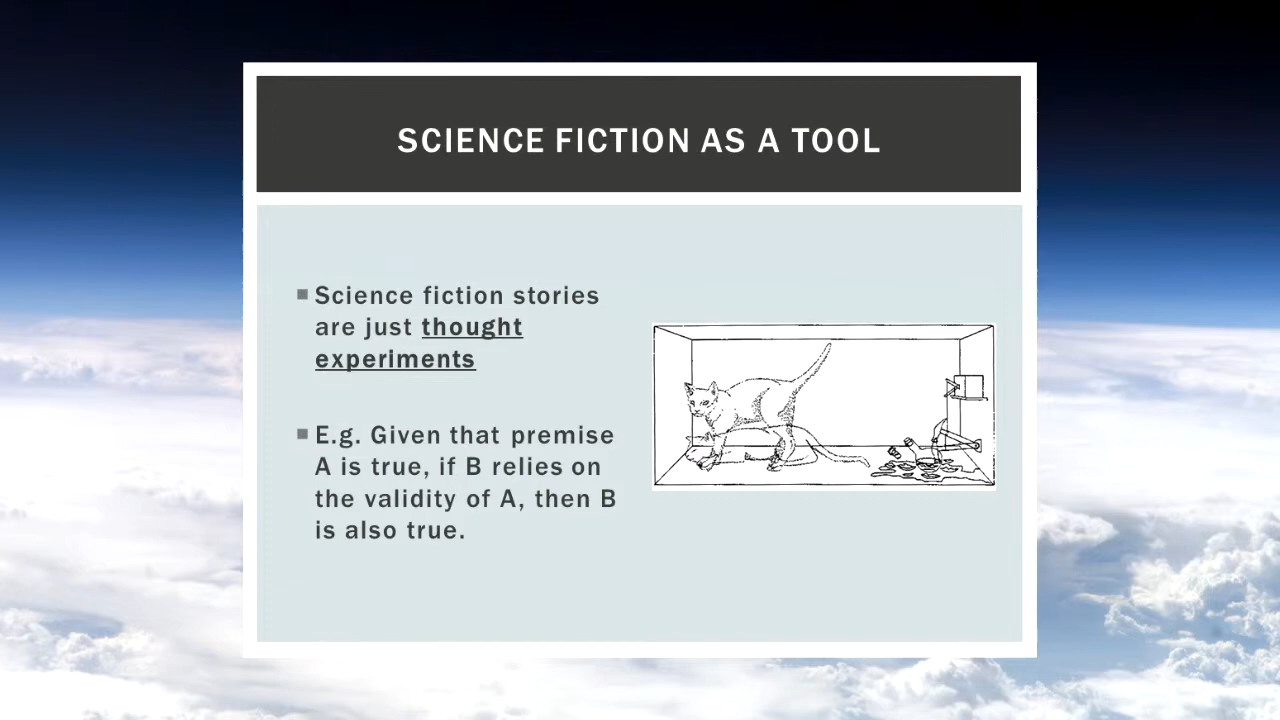 SCIENCE FICTION AS A TOOL
Science fiction stories
are just thought
experiments
E.g. Given that premise
A is true, if B relies on
the validity of A, then B
is also true.